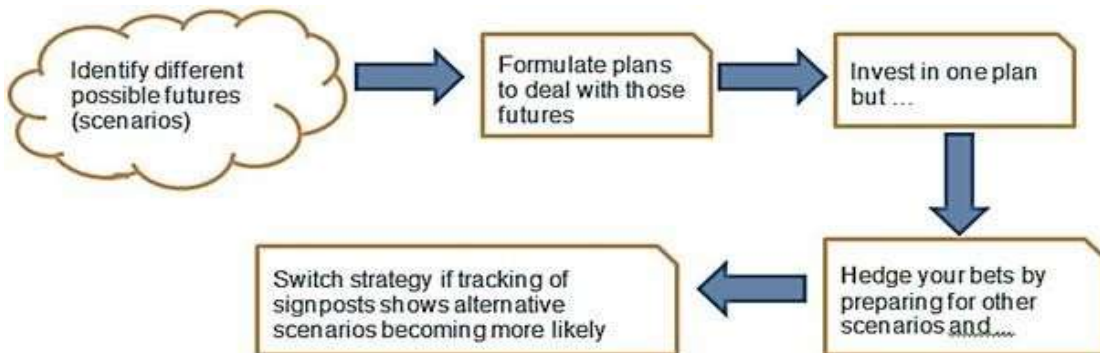 Identify different
possible futures
(scenarios)
Formulate plans
to deal with those
futures
Invest in one plan
but ...
Hedge your bets by
preparing for other
scenarios and ...
Switch strategy if tracking of
signposts shows alternative
scenarios becoming more likely